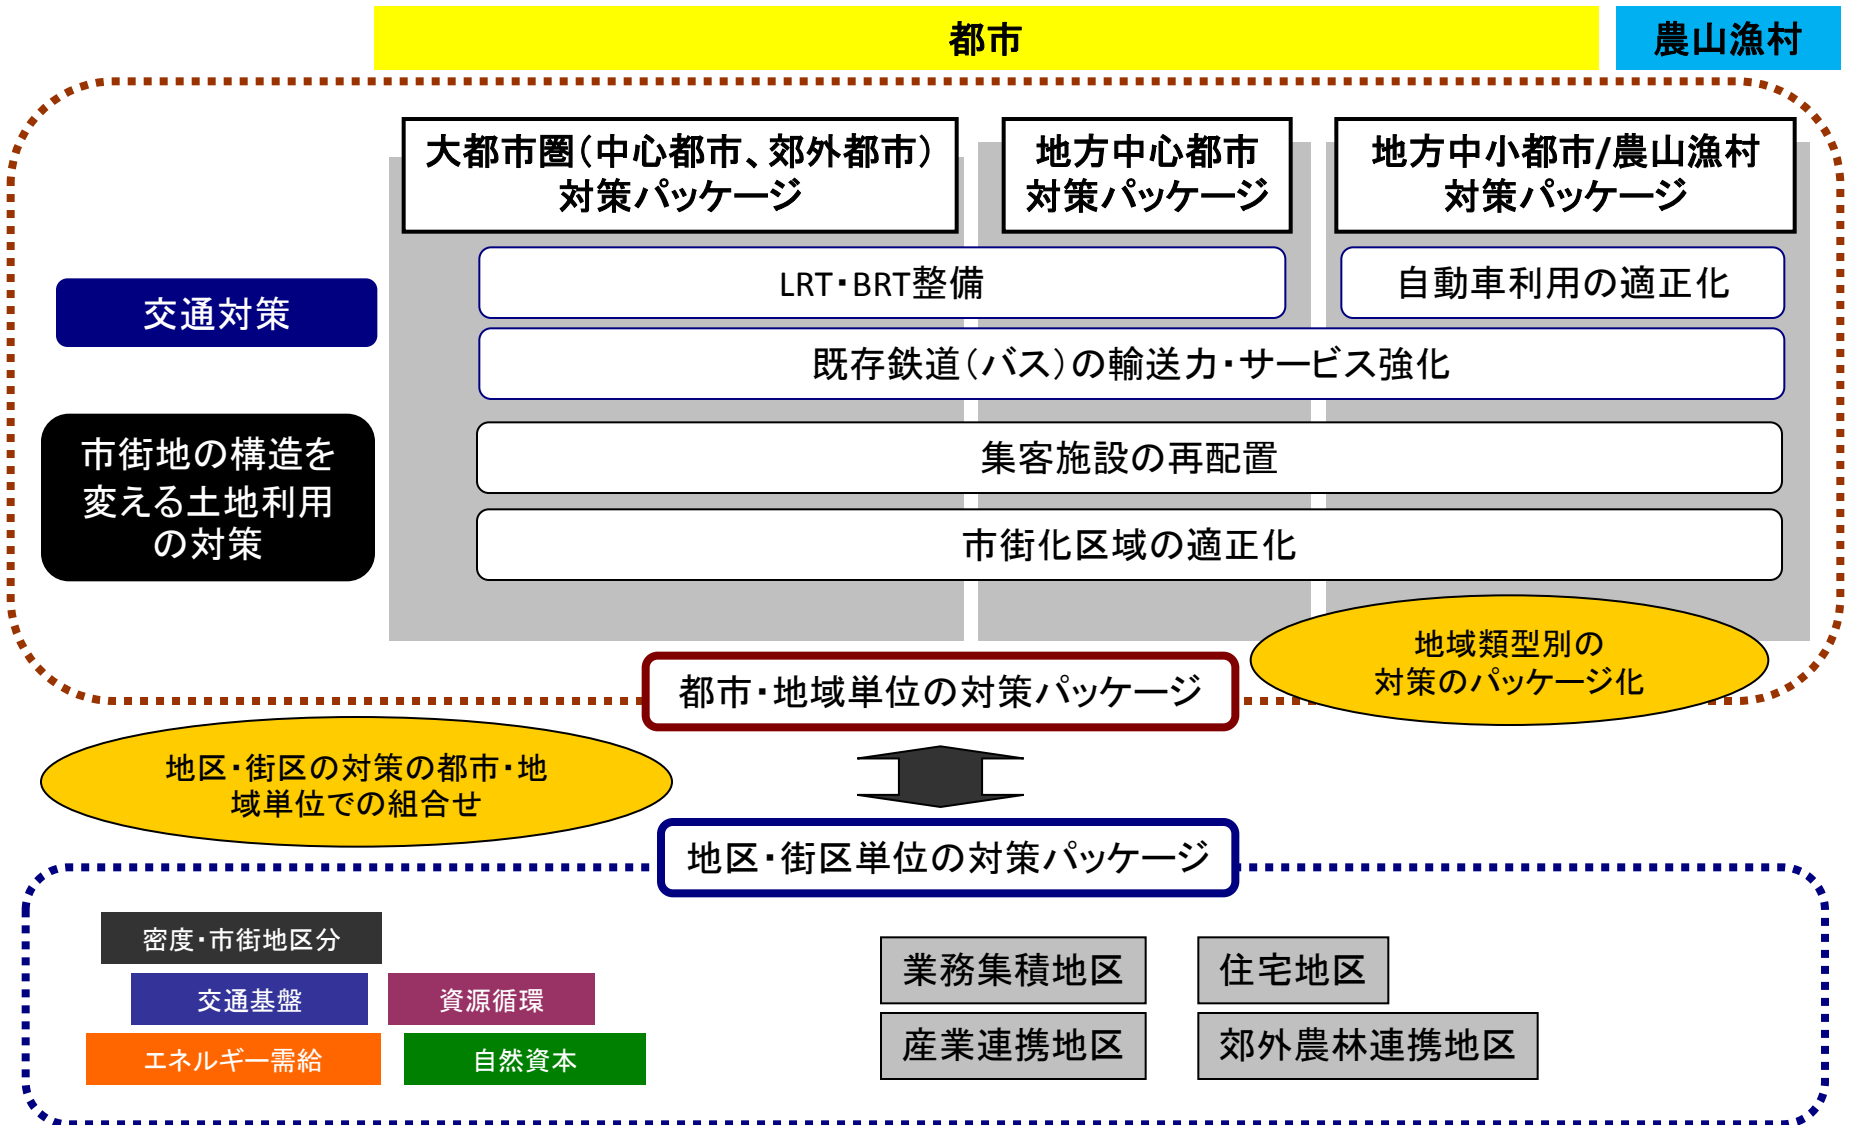 都市
農山漁村
大都市圏（中心都市、郊外都市）
対策パッケージ
地方中心都市
対策パッケージ
地方中小都市/農山漁村
対策パッケージ
交通対策
LRT・BRT整備
自動車利用の適正化
既存鉄道（バス）の輸送力・サービス強化
市街地の構造を
変える土地利用
の対策
集客施設の再配置
市街化区域の適正化
地域類型別の
対策のパッケージ化
都市・地域単位の対策パッケージ
地区・街区の対策の都市・地
域単位での組合せ
地区・街区単位の対策パッケージ
密度・市街地区分
交通基盤
資源循環
エネルギー需給
自然資本
業務集積地区
住宅地区
産業連携地区
郊外農林連携地区